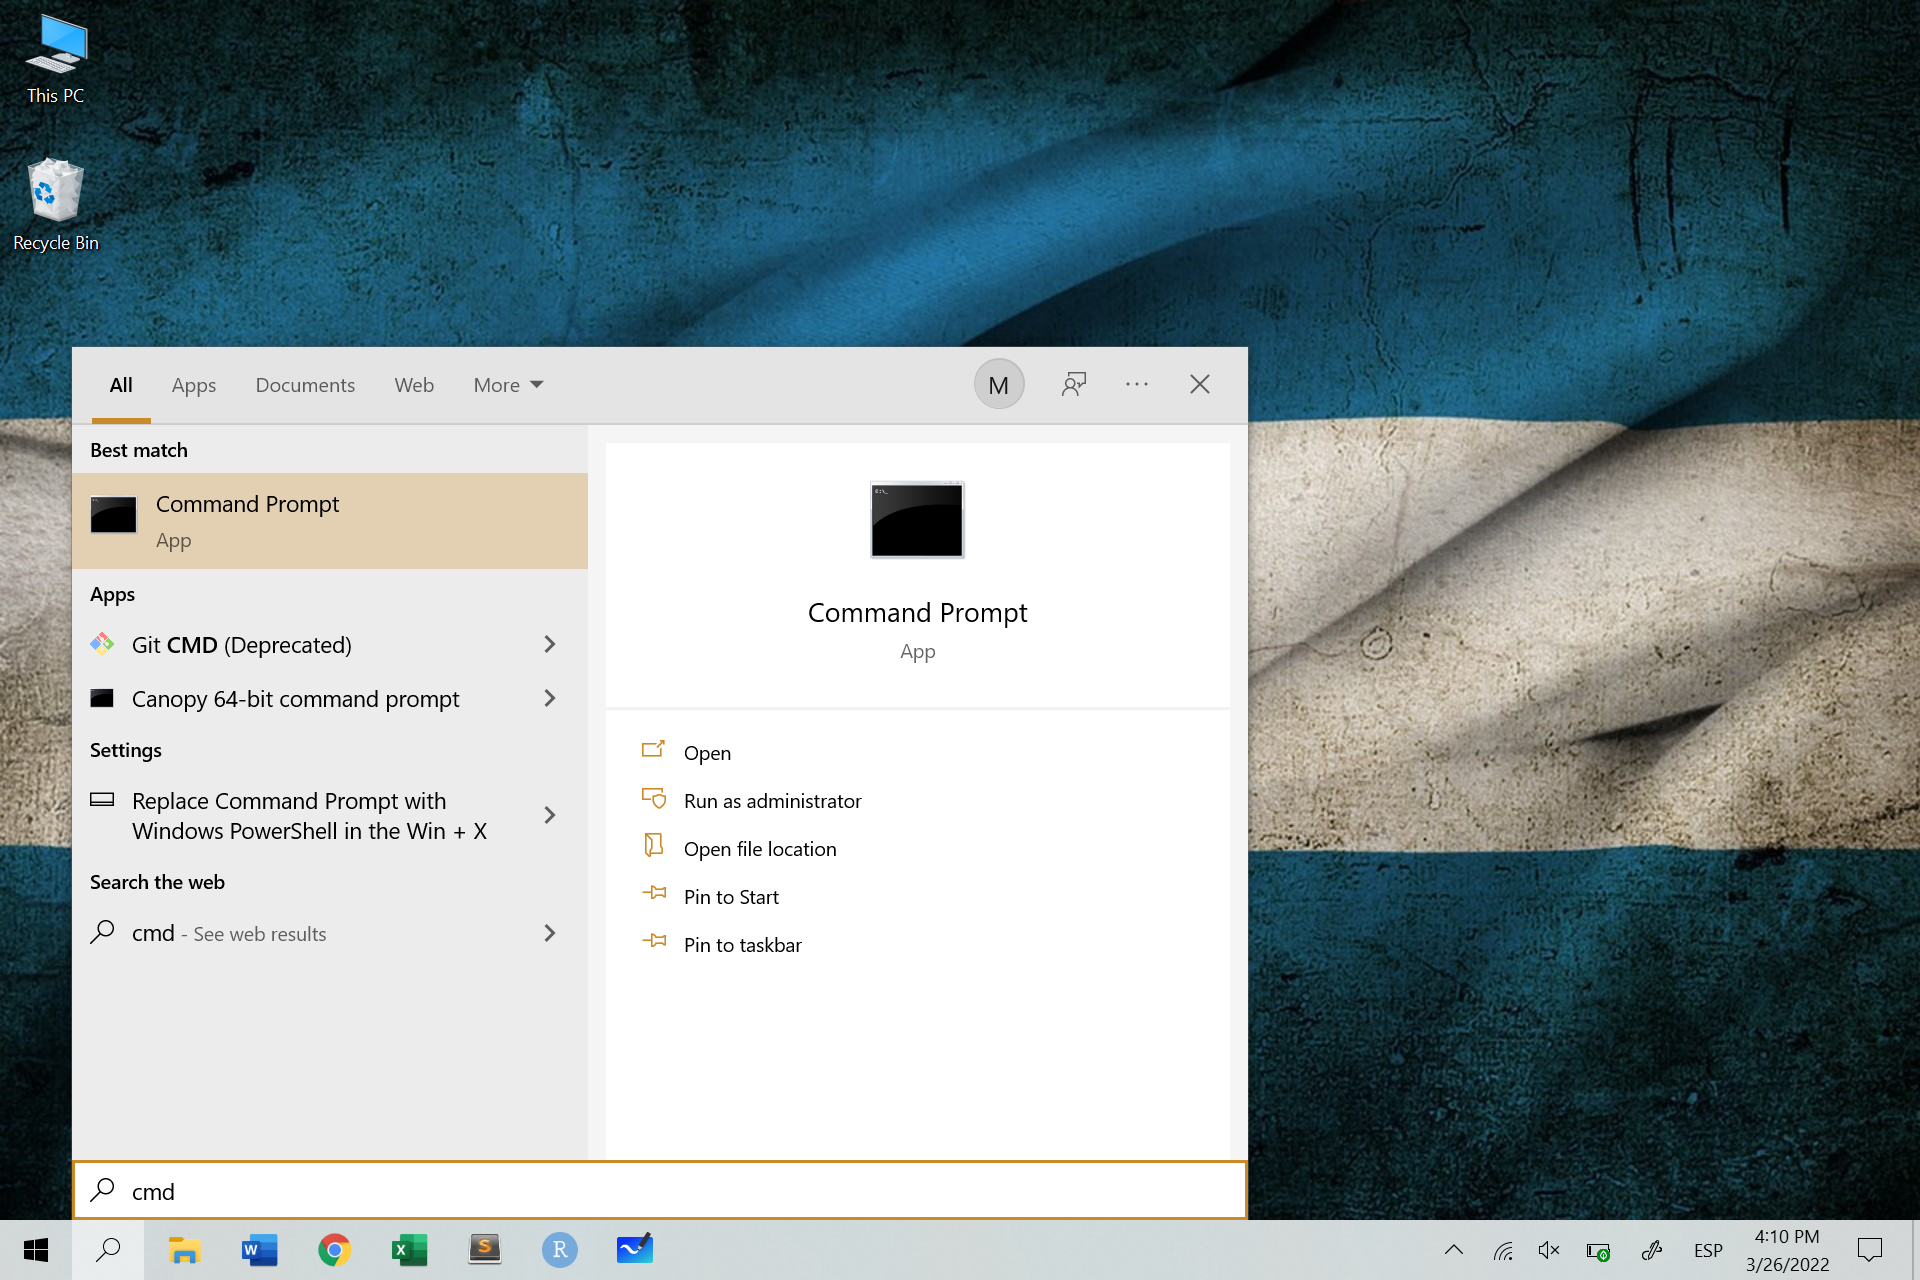 This PC
Recycle Bin
All Apps Documents Web More M
Best match
Command Prompt
App
Apps
Git CMD (Deprecated)
Canopy 64-bit command prompt
Settings
Replace Command Prompt with
Windows PowerShell in the Win + X
Search the web
cmd - See web results
C:\_
Command Prompt
App
Open
Run as administrator
Open file location
Pin to Start
Pin to taskbar
cmd
W
X
S
R
ESP
4:10 PM
3/26/2022